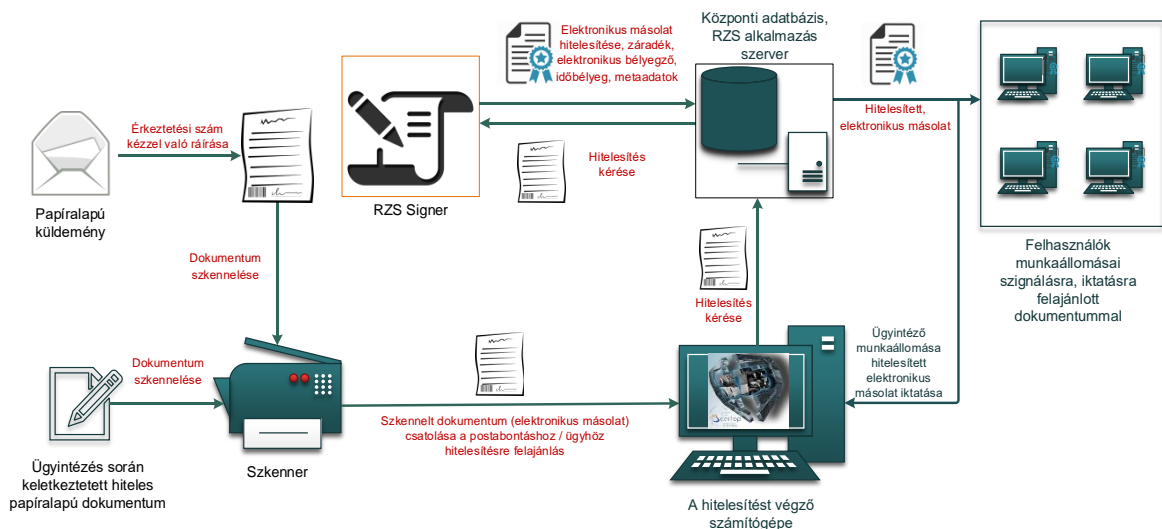 Elektronikus másolat
hitelesítése, záradék,
elektronikus bélyegző,
időbélyeg, metaadatok
Központi adatbázis,
RZS alkalmazás
szerver
Érkeztetési szám
kézzel való ráírása
Hitelesítés
kérése
Hitelesített,
elektronikus másolat
Papíralapú
küldemény
RZS Signer
Felhasználók
munkaállomásai
szignálásra, iktatásra
felajánlott
dokumentummal
Dokumentum
szkennelése
Hitelesítés
kérése
Ügyintéző
munkaállomása
hitelesített
elektronikus
másolat iktatása
Dokumentum
szkennelése
Szkennelt dokumentum (elektronikus másolat)
csatolása a postabontáshoz / ügyhöz
hitelesítésre felajánlás
Szkenner
Ügyintézés során
keletkeztetett hiteles
papíralapú dokumentum
A hitelesítést végző
számítógépe